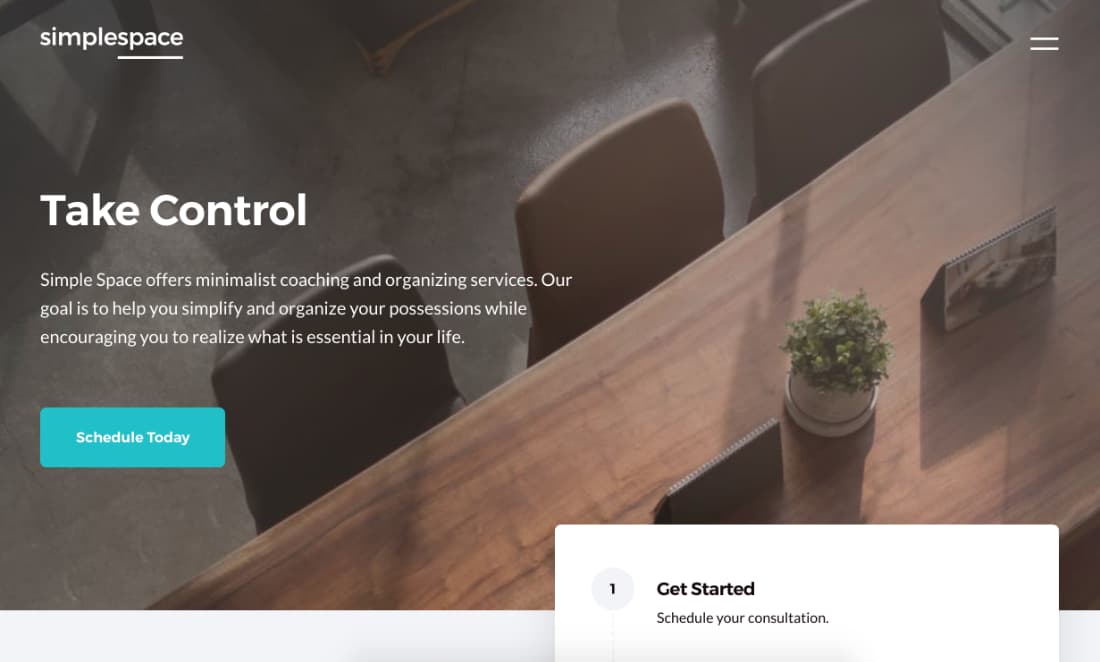 simplespace
Take Control
Simple Space offers minimalist coaching and organizing services. Our
goal is to help you simplify and organize your possessions while
encouraging you to realize what is essential in your life.
Schedule Today
1
Get Started
Schedule your consultation.